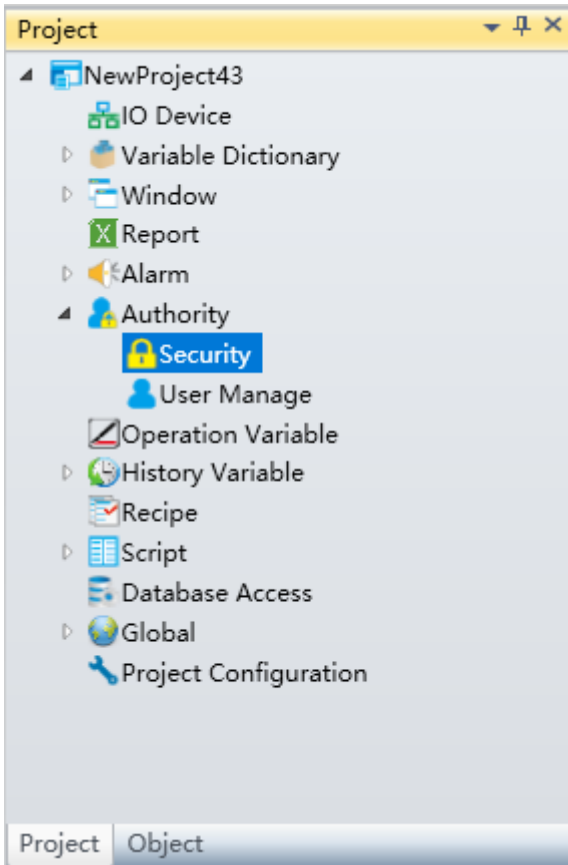 Project
NewProject43
IO Device
Variable Dictionary
Window
Report
Alarm
Authority
Security
User Manage
Operation Variable
History Variable
Recipe
Script
Database Access
Global
Project Configuration
Project Object